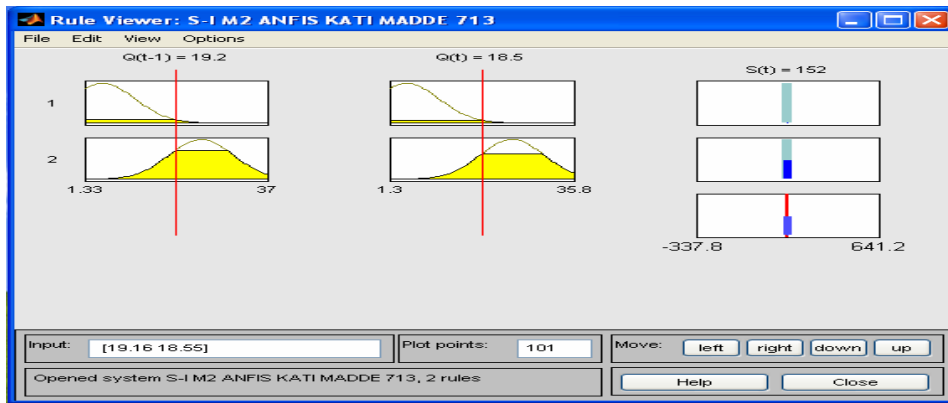 Rule Viewer: S-I M2 ANFIS KATI MADDE 713
File Edit View Options
Q(t-1) = 19.2 Q(t) = 18.5 S(t) = 152
1
2
1.33 37 1.3 35.8
-337.8 641.2
Input: [19.16 18.55] Plot points: 101 Move: left right down up
Opened system S-I M2 ANFIS KATI MADDE 713, 2 rules Help Close